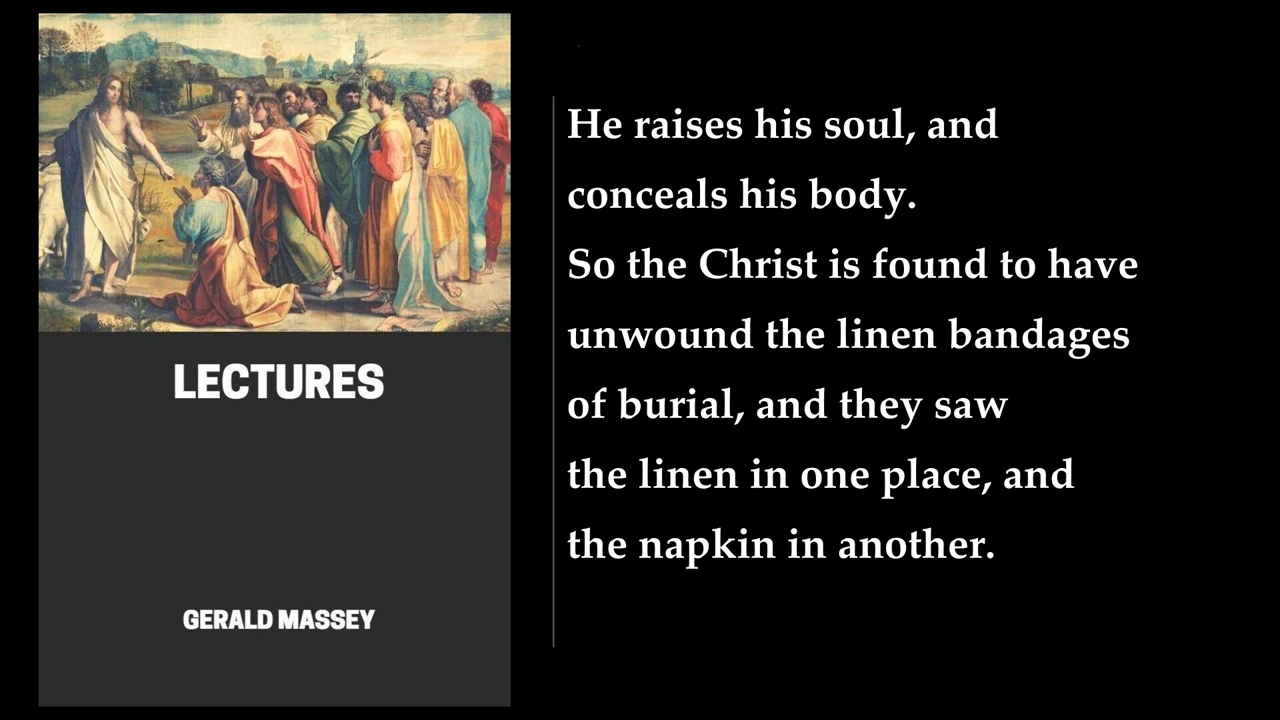 LECTURES
GERALD MASSEY
He raises his soul, and
conceals his body.
So the Christ is found to have
unwound the linen bandages
of burial, and they saw
the linen in one place, and
the napkin in another.